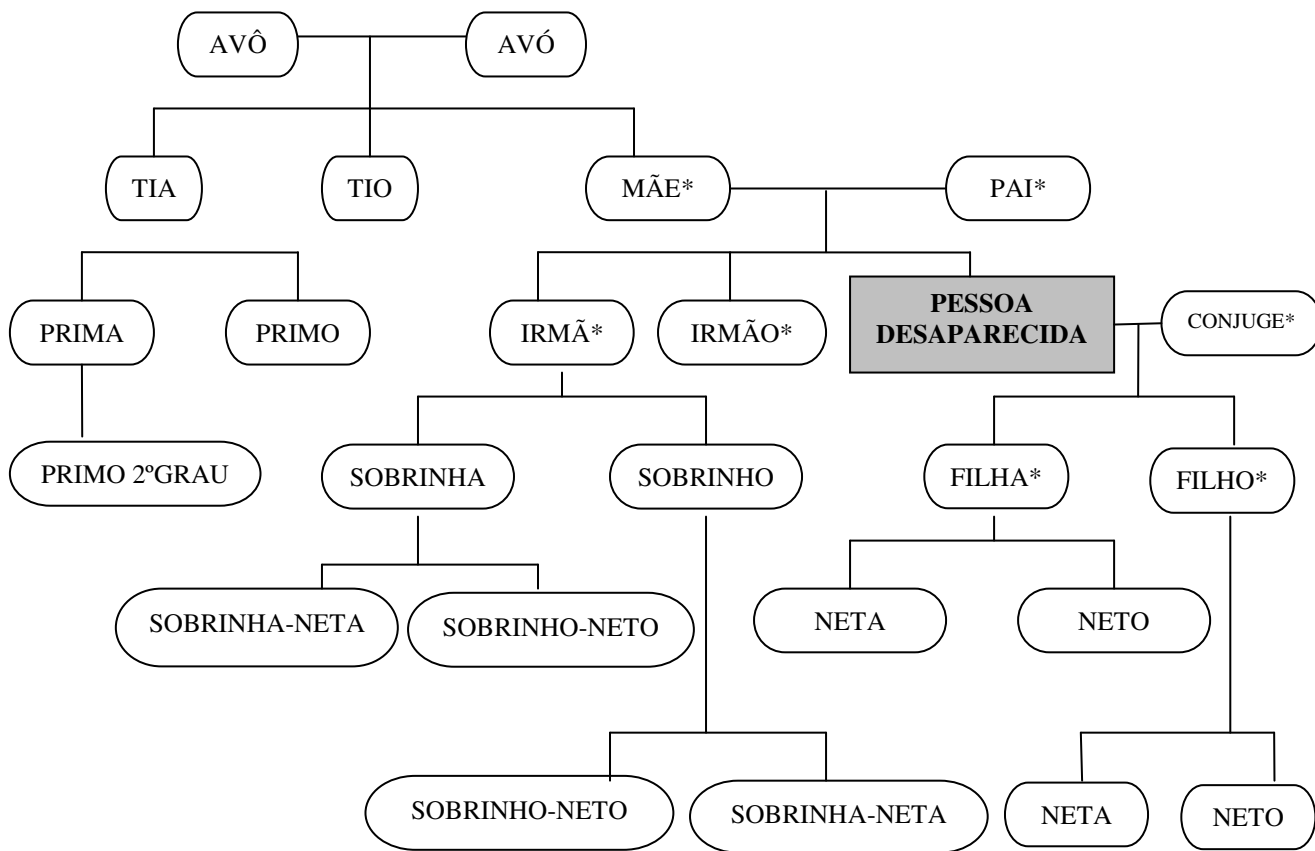 AVÔ
AVÓ
TIA
TIO
MÃE*
PAI*
PRIMA
PRIMO
IRMÃ*
IRMÃO*
PESSOA
DESAPARECIDA
CONJUGE*
PRIMO 2ºGRAU
SOBRINHA
SOBRINHO
FILHA*
FILHO*
SOBRINHA-NETA
SOBRINHO-NETO
NETA
NETO
SOBRINHO-NETO
SOBRINHA-NETA
NETA
NETO